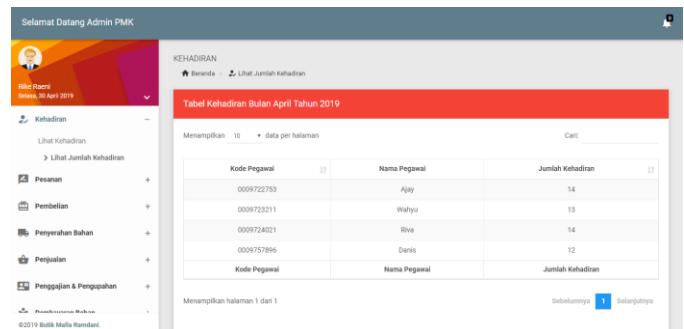 Selamat Datang Admin PMK
0
Rike Raeni
Selasa, 30 April 2019
Kehadiran
Lihat Kehadiran
Lihat Jumlah Kehadiran
Pesanan
Pembelian
Penyerahan Bahan
Penjualan
Penggajian & Pengupahan
Pembayaran Beban
©2019 Butik Malla Ramdani.
KEHADIRAN
Beranda Lihat Jumlah Kehadiran
Tabel Kehadiran Bulan April Tahun 2019
Menampilkan 10 data per halaman
Cari:
Kode Pegawai Nama Pegawai Jumlah Kehadiran
0009722753 Ajay 14
0009723211 Wahyu 13
0009724021 Riva 14
0009757896 Danis 12
Kode Pegawai Nama Pegawai Jumlah Kehadiran
Menampilkan halaman 1 dari 1
Sebelumnya 1 Selanjutnya